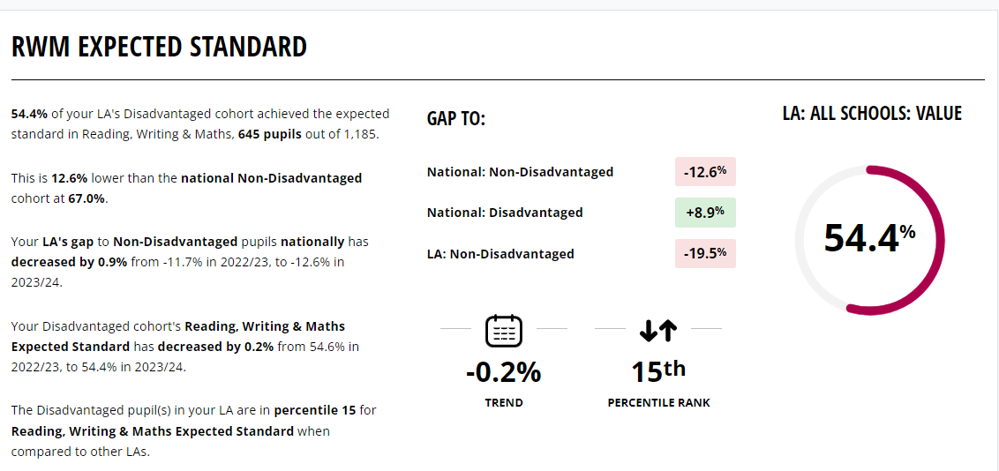 RWM EXPECTED STANDARD
54.4% of your LA's Disadvantaged cohort achieved the expected
standard in Reading, Writing & Maths, 645 pupils out of 1,185.
This is 12.6% lower than the national Non-Disadvantaged
cohort at 67.0%.
Your LA's gap to Non-Disadvantaged pupils nationally has
decreased by 0.9% from -11.7% in 2022/23, to -12.6% in
2023/24.
Your Disadvantaged cohort's Reading, Writing & Maths
Expected Standard has decreased by 0.2% from 54.6% in
2022/23, to 54.4% in 2023/24.
The Disadvantaged pupil(s) in your LA are in percentile 15 for
Reading, Writing & Maths Expected Standard when
compared to other LAs.
GAP TO:
National: Non-Disadvantaged -12.6%
National: Disadvantaged +8.9%
LA: Non-Disadvantaged -19.5%
-0.2%
TREND
15th
PERCENTILE RANK
LA: ALL SCHOOLS: VALUE
54.4%